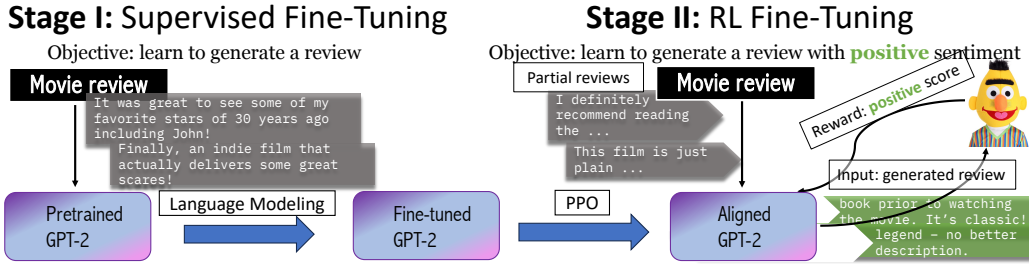 Stage I: Supervised Fine-Tuning
Objective: learn to generate a review
Movie review
It was great to see some of my
favorite stars of 30 years ago
including John!
Finally, an indie film that
actually delivers some great
scares!
Pretrained
GPT-2
Language Modeling
Fine-tuned
GPT-2
Stage II: RL Fine-Tuning
Objective: learn to generate a review with positive sentiment
Partial reviews
Movie review
I definitely
recommend reading
the ...
This film is just
plain ...
Reward: positive score
Input: generated review
PPO
Aligned
GPT-2
book prior to watching
the movie. It's classic!
legend – no better
description.